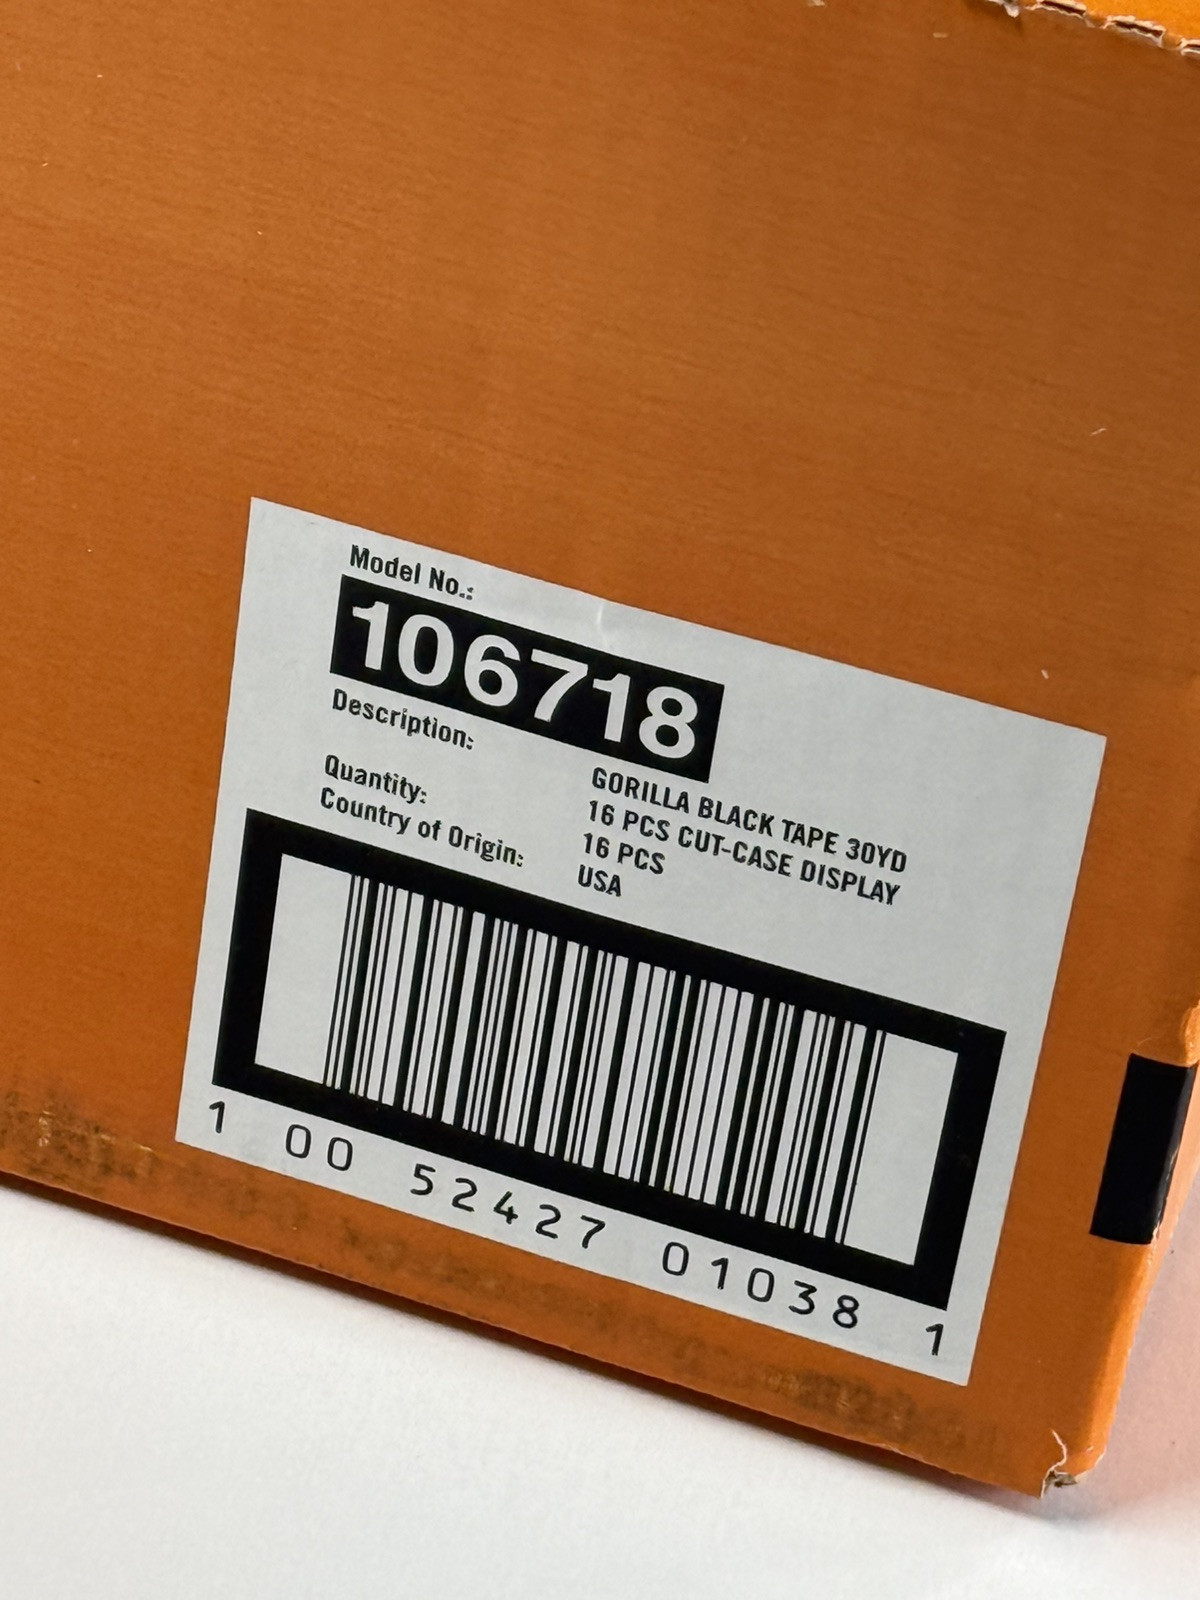 Model No.:
106718
Description: GORILLA BLACK TAPE 30YD
16 PCS CUT-CASE DISPLAY
Quantity: 16 PCS
Country of Origin: USA
1 00 52427 01038 1